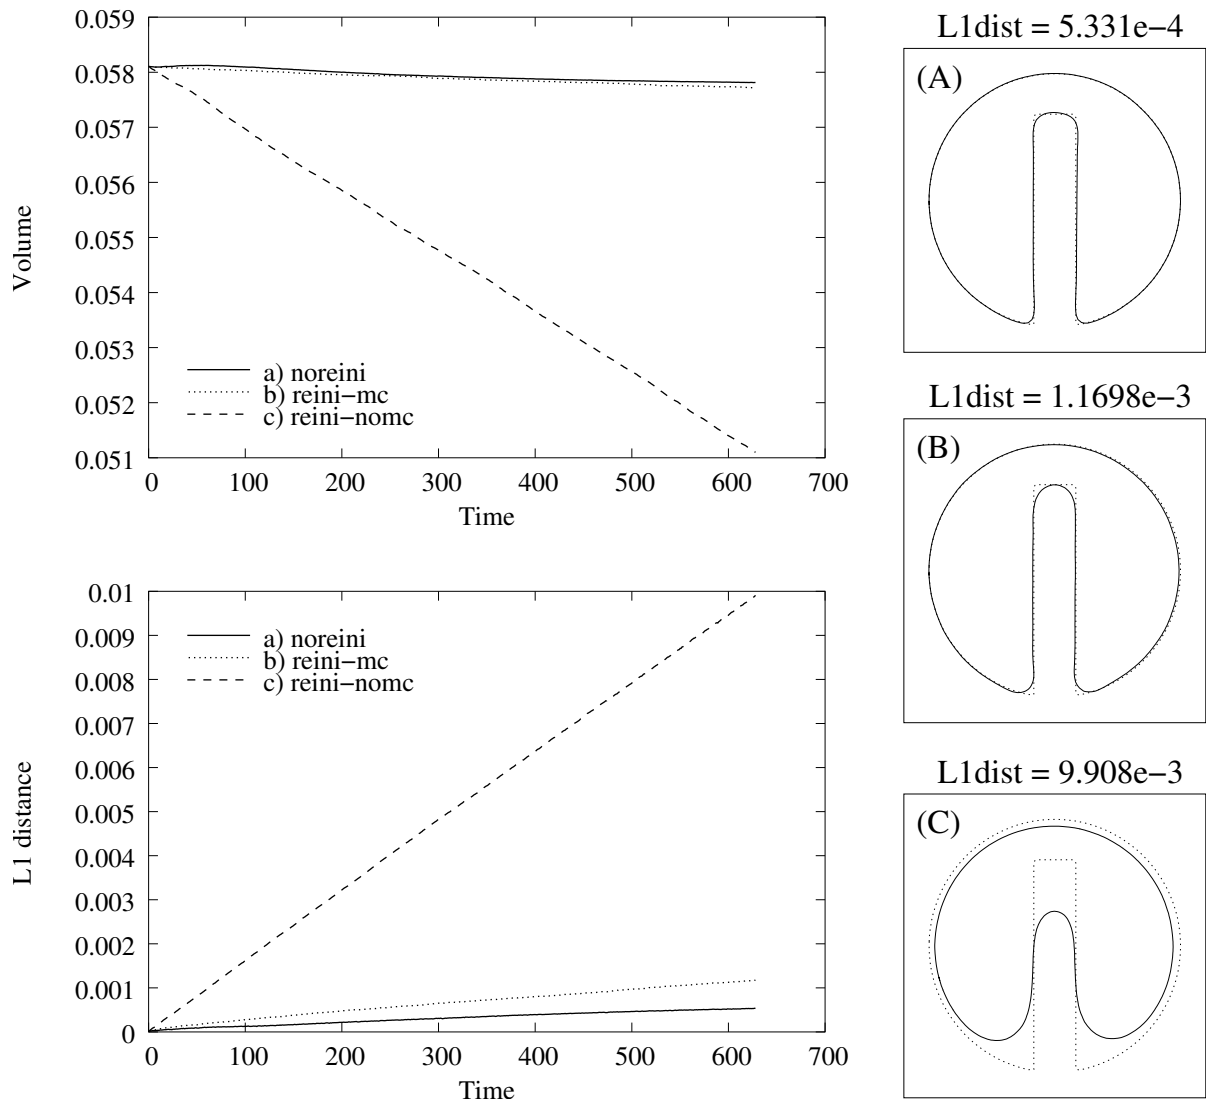 0.059
0.058
0.057
0.056
0.055
0.054
0.053
0.052
0.051
Volume
a) noreini
b) reini−mc
c) reini−nomc
0 100 200 300 400 500 600 700
Time
0.01
0.009
0.008
0.007
0.006
0.005
0.004
0.003
0.002
0.001
0
L1 distance
a) noreini
b) reini−mc
c) reini−nomc
0 100 200 300 400 500 600 700
Time
L1dist = 5.331e−4
(A)
L1dist = 1.1698e−3
(B)
L1dist = 9.908e−3
(C)